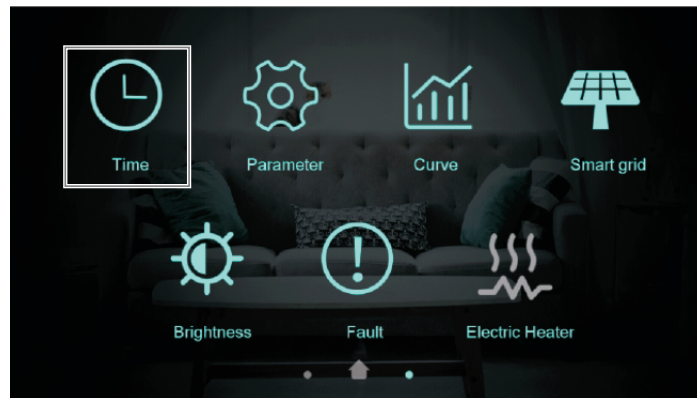 Time
Parameter
Curve
Smart grid
Brightness
Fault
Electric Heater